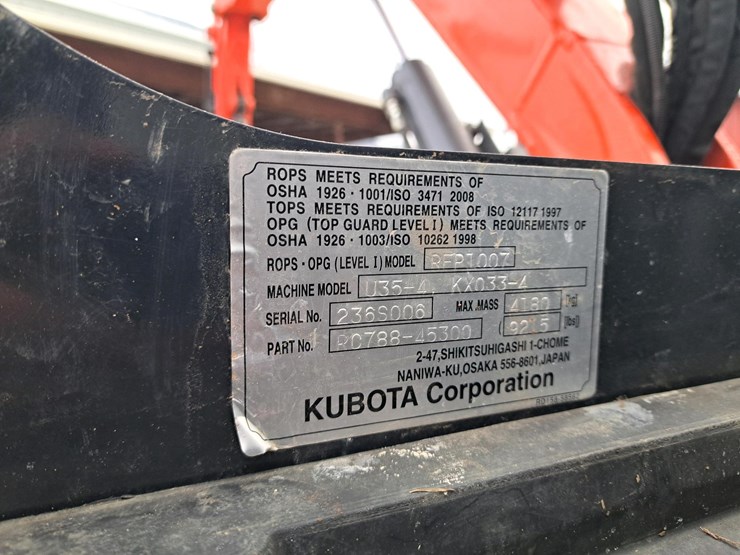 ROPS MEETS REQUIREMENTS OF
OSHA 1926・1001/ISO 3471 2008
TOPS MEETS REQUIREMENTS OF ISO 12117 1997
OPG (TOP GUARD LEVEL I) MEETS REQUIREMENTS OF
OSHA 1926・1003/ISO 10262 1998
ROPS・OPG (LEVEL I) MODEL
MACHINE MODEL U35-4, KX033-4
SERIAL No. 236S006 MAX.MASS 4180 [kg]
PART No. RC788-45300 9215 [lbs]
2-47,SHIKITSUHIGASHI 1-CHOME
NANIWA-KU,OSAKA 556-8601,JAPAN
KUBOTA Corporation